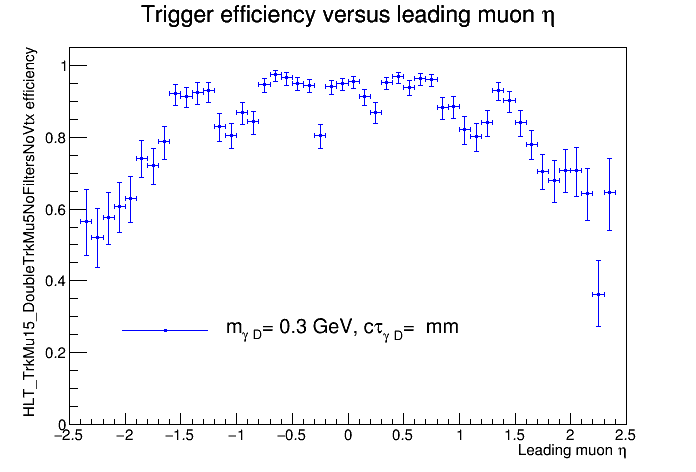 Trigger efficiency versus leading muon η
HLT_TrkMu15_DoubleTrkMu5NoFiltersNoVtx efficiency
1
0.8
0.6
0.4
0.2
0
m_γ D= 0.3 GeV, cτ_γ D= mm
−2.5 −2 −1.5 −1 −0.5 0 0.5 1 1.5 2 2.5
Leading muon η